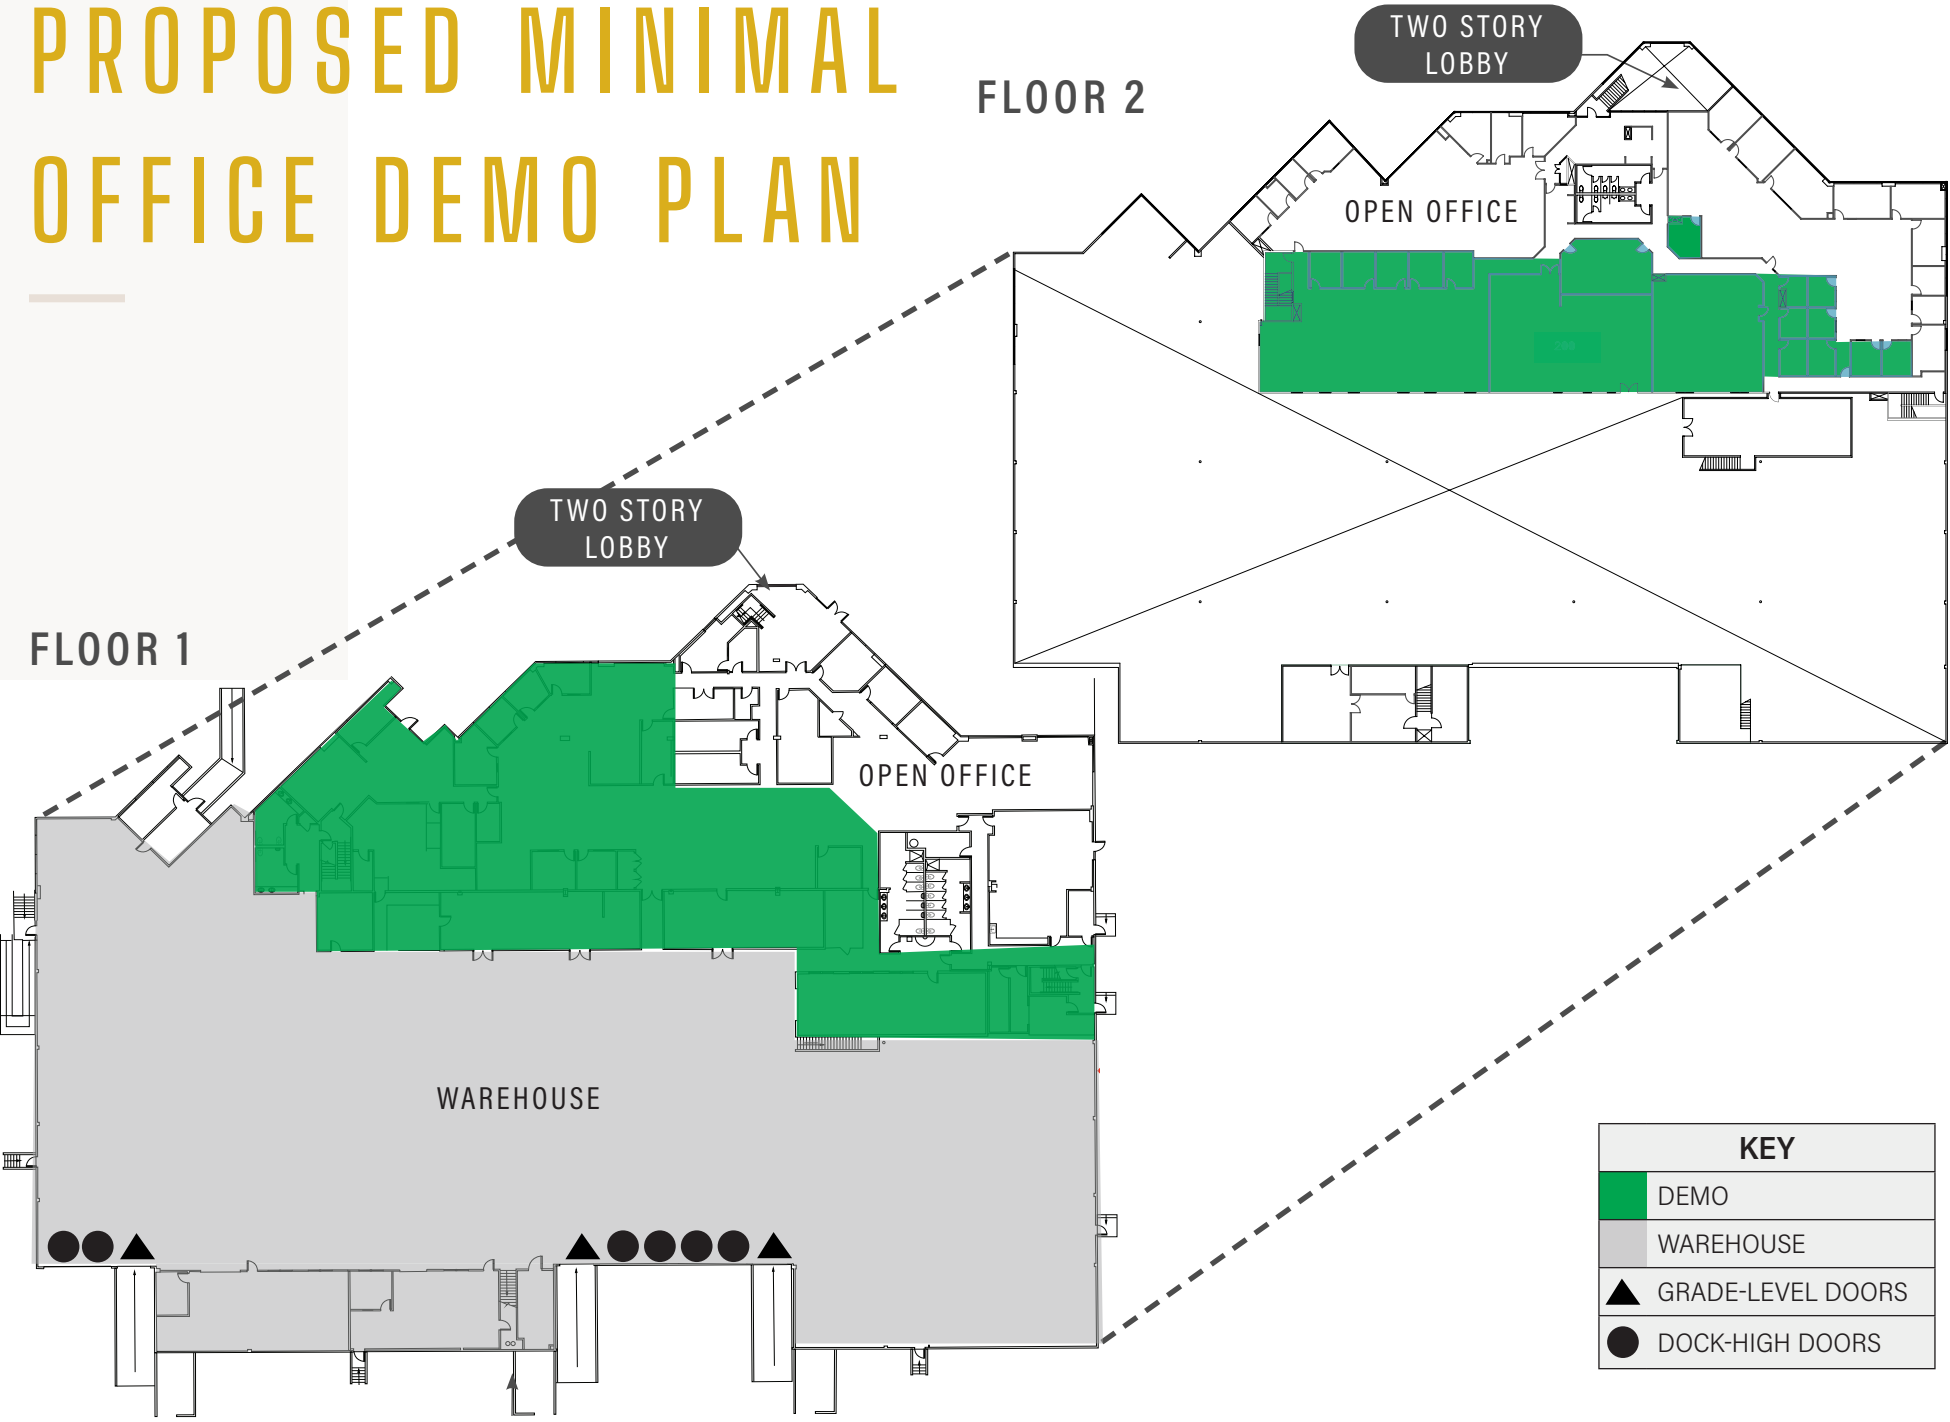 PROPOSED MINIMAL
OFFICE DEMO PLAN
FLOOR 2
TWO STORY
LOBBY
OPEN OFFICE
FLOOR 1
TWO STORY
LOBBY
OPEN OFFICE
WAREHOUSE
KEY
DEMO
WAREHOUSE
GRADE-LEVEL DOORS
DOCK-HIGH DOORS